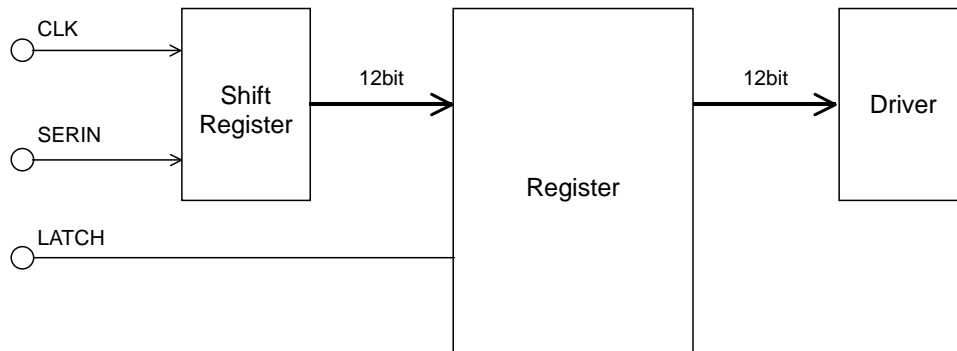 CLK
12bit
12bit
Shift
Register
Driver
SERIN
Register
LATCH